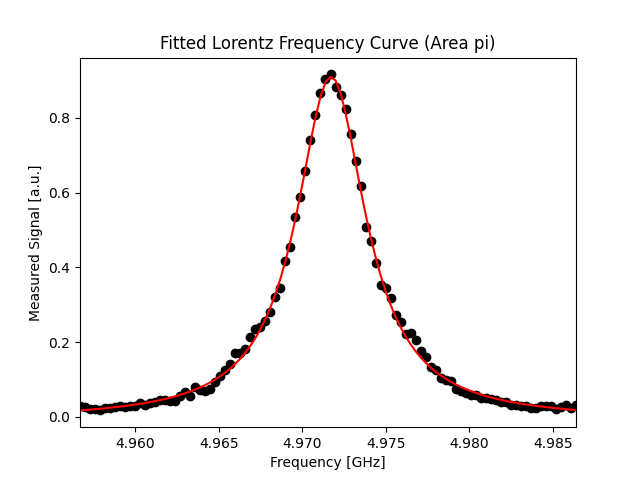 Fitted Lorentz Frequency Curve (Area pi)
Measured Signal [a.u.]
0.8
0.6
0.4
0.2
0.0
4.960 4.965 4.970 4.975 4.980 4.985
Frequency [GHz]